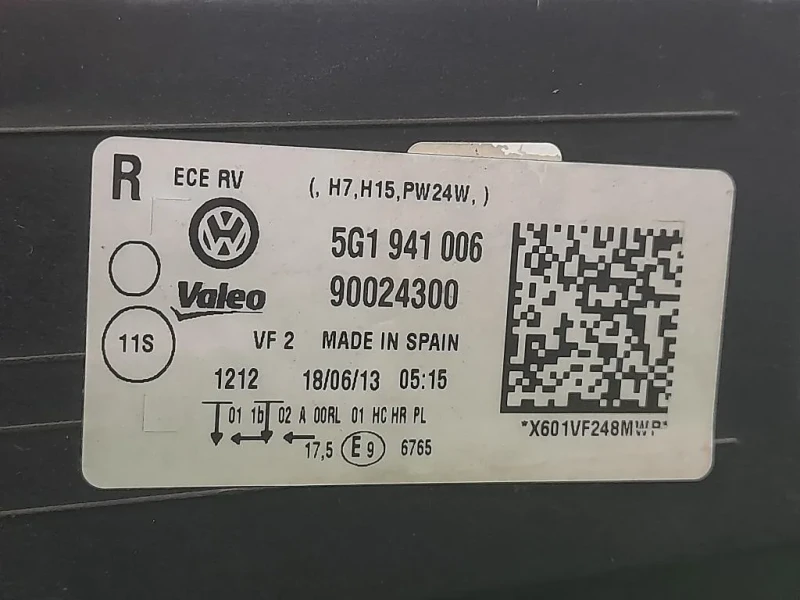 R ECE RV (, H7,H15,PW24W, )
5G1 941 006
Valeo 90024300
11S VF 2 MADE IN SPAIN
1212 18/06/13 05:15
01 1b 02 A 00RL 01 HC HR PL
17,5 E9 6765
*X601VF248MWP*